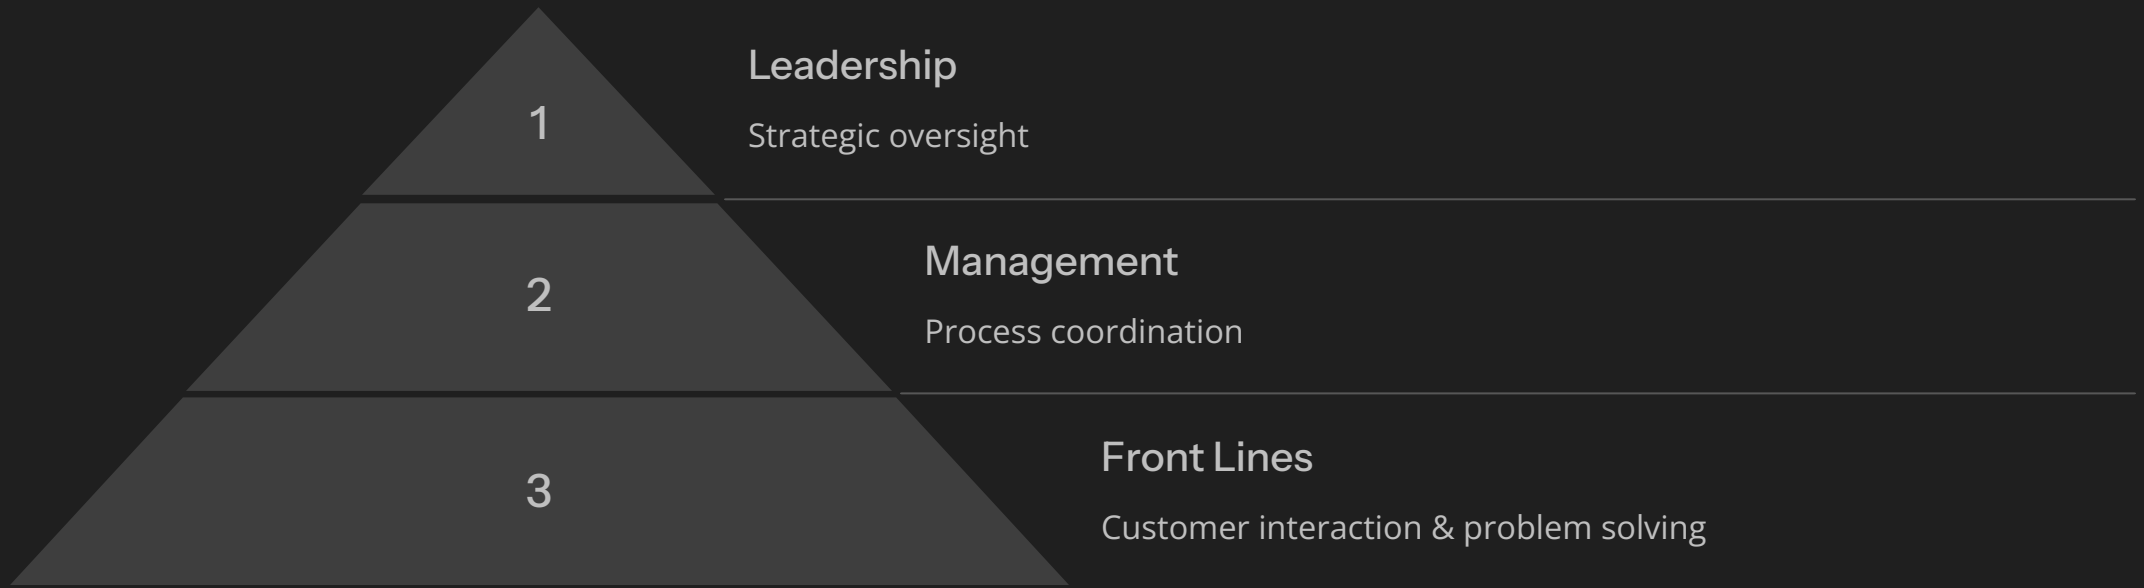 1
Leadership
Strategic oversight
2
Management
Process coordination
3
Front Lines
Customer interaction & problem solving